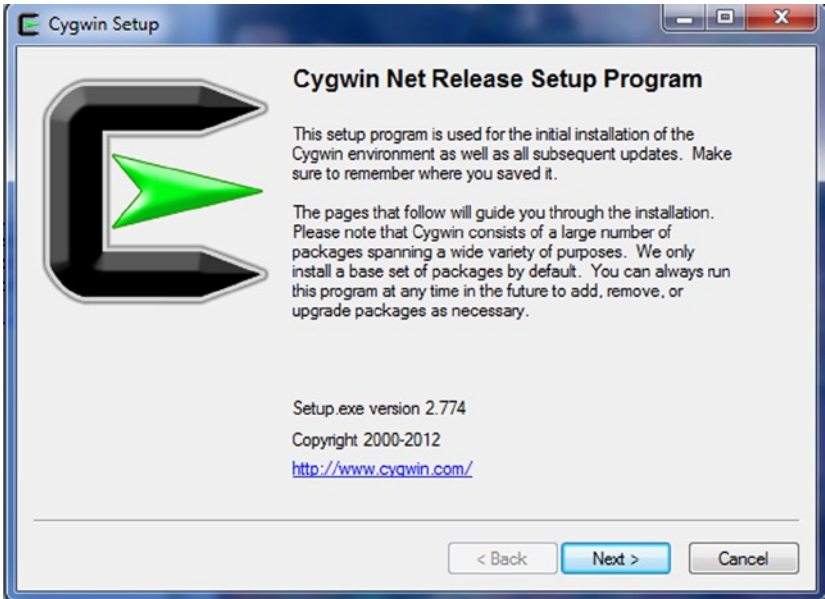 Cygwin Setup
Cygwin Net Release Setup Program
This setup program is used for the initial installation of the
Cygwin environment as well as all subsequent updates. Make
sure to remember where you saved it.
The pages that follow will guide you through the installation.
Please note that Cygwin consists of a large number of
packages spanning a wide variety of purposes. We only
install a base set of packages by default. You can always run
this program at any time in the future to add, remove, or
upgrade packages as necessary.
Setup.exe version 2.774
Copyright 2000-2012
http://www.cygwin.com/
< Back
Next >
Cancel